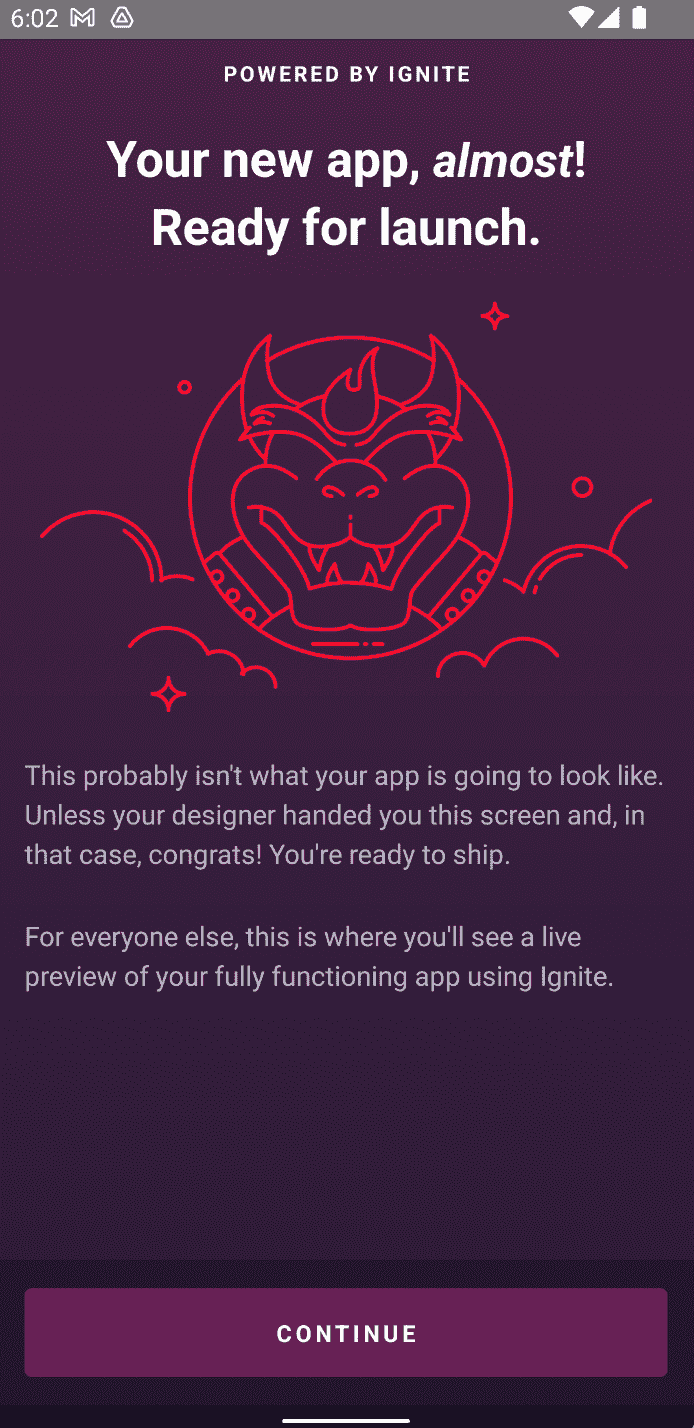 6:02
POWERED BY IGNITE
Your new app, almost!
Ready for launch.
This probably isn't what your app is going to look like.
Unless your designer handed you this screen and, in
that case, congrats! You're ready to ship.
For everyone else, this is where you'll see a live
preview of your fully functioning app using Ignite.
CONTINUE